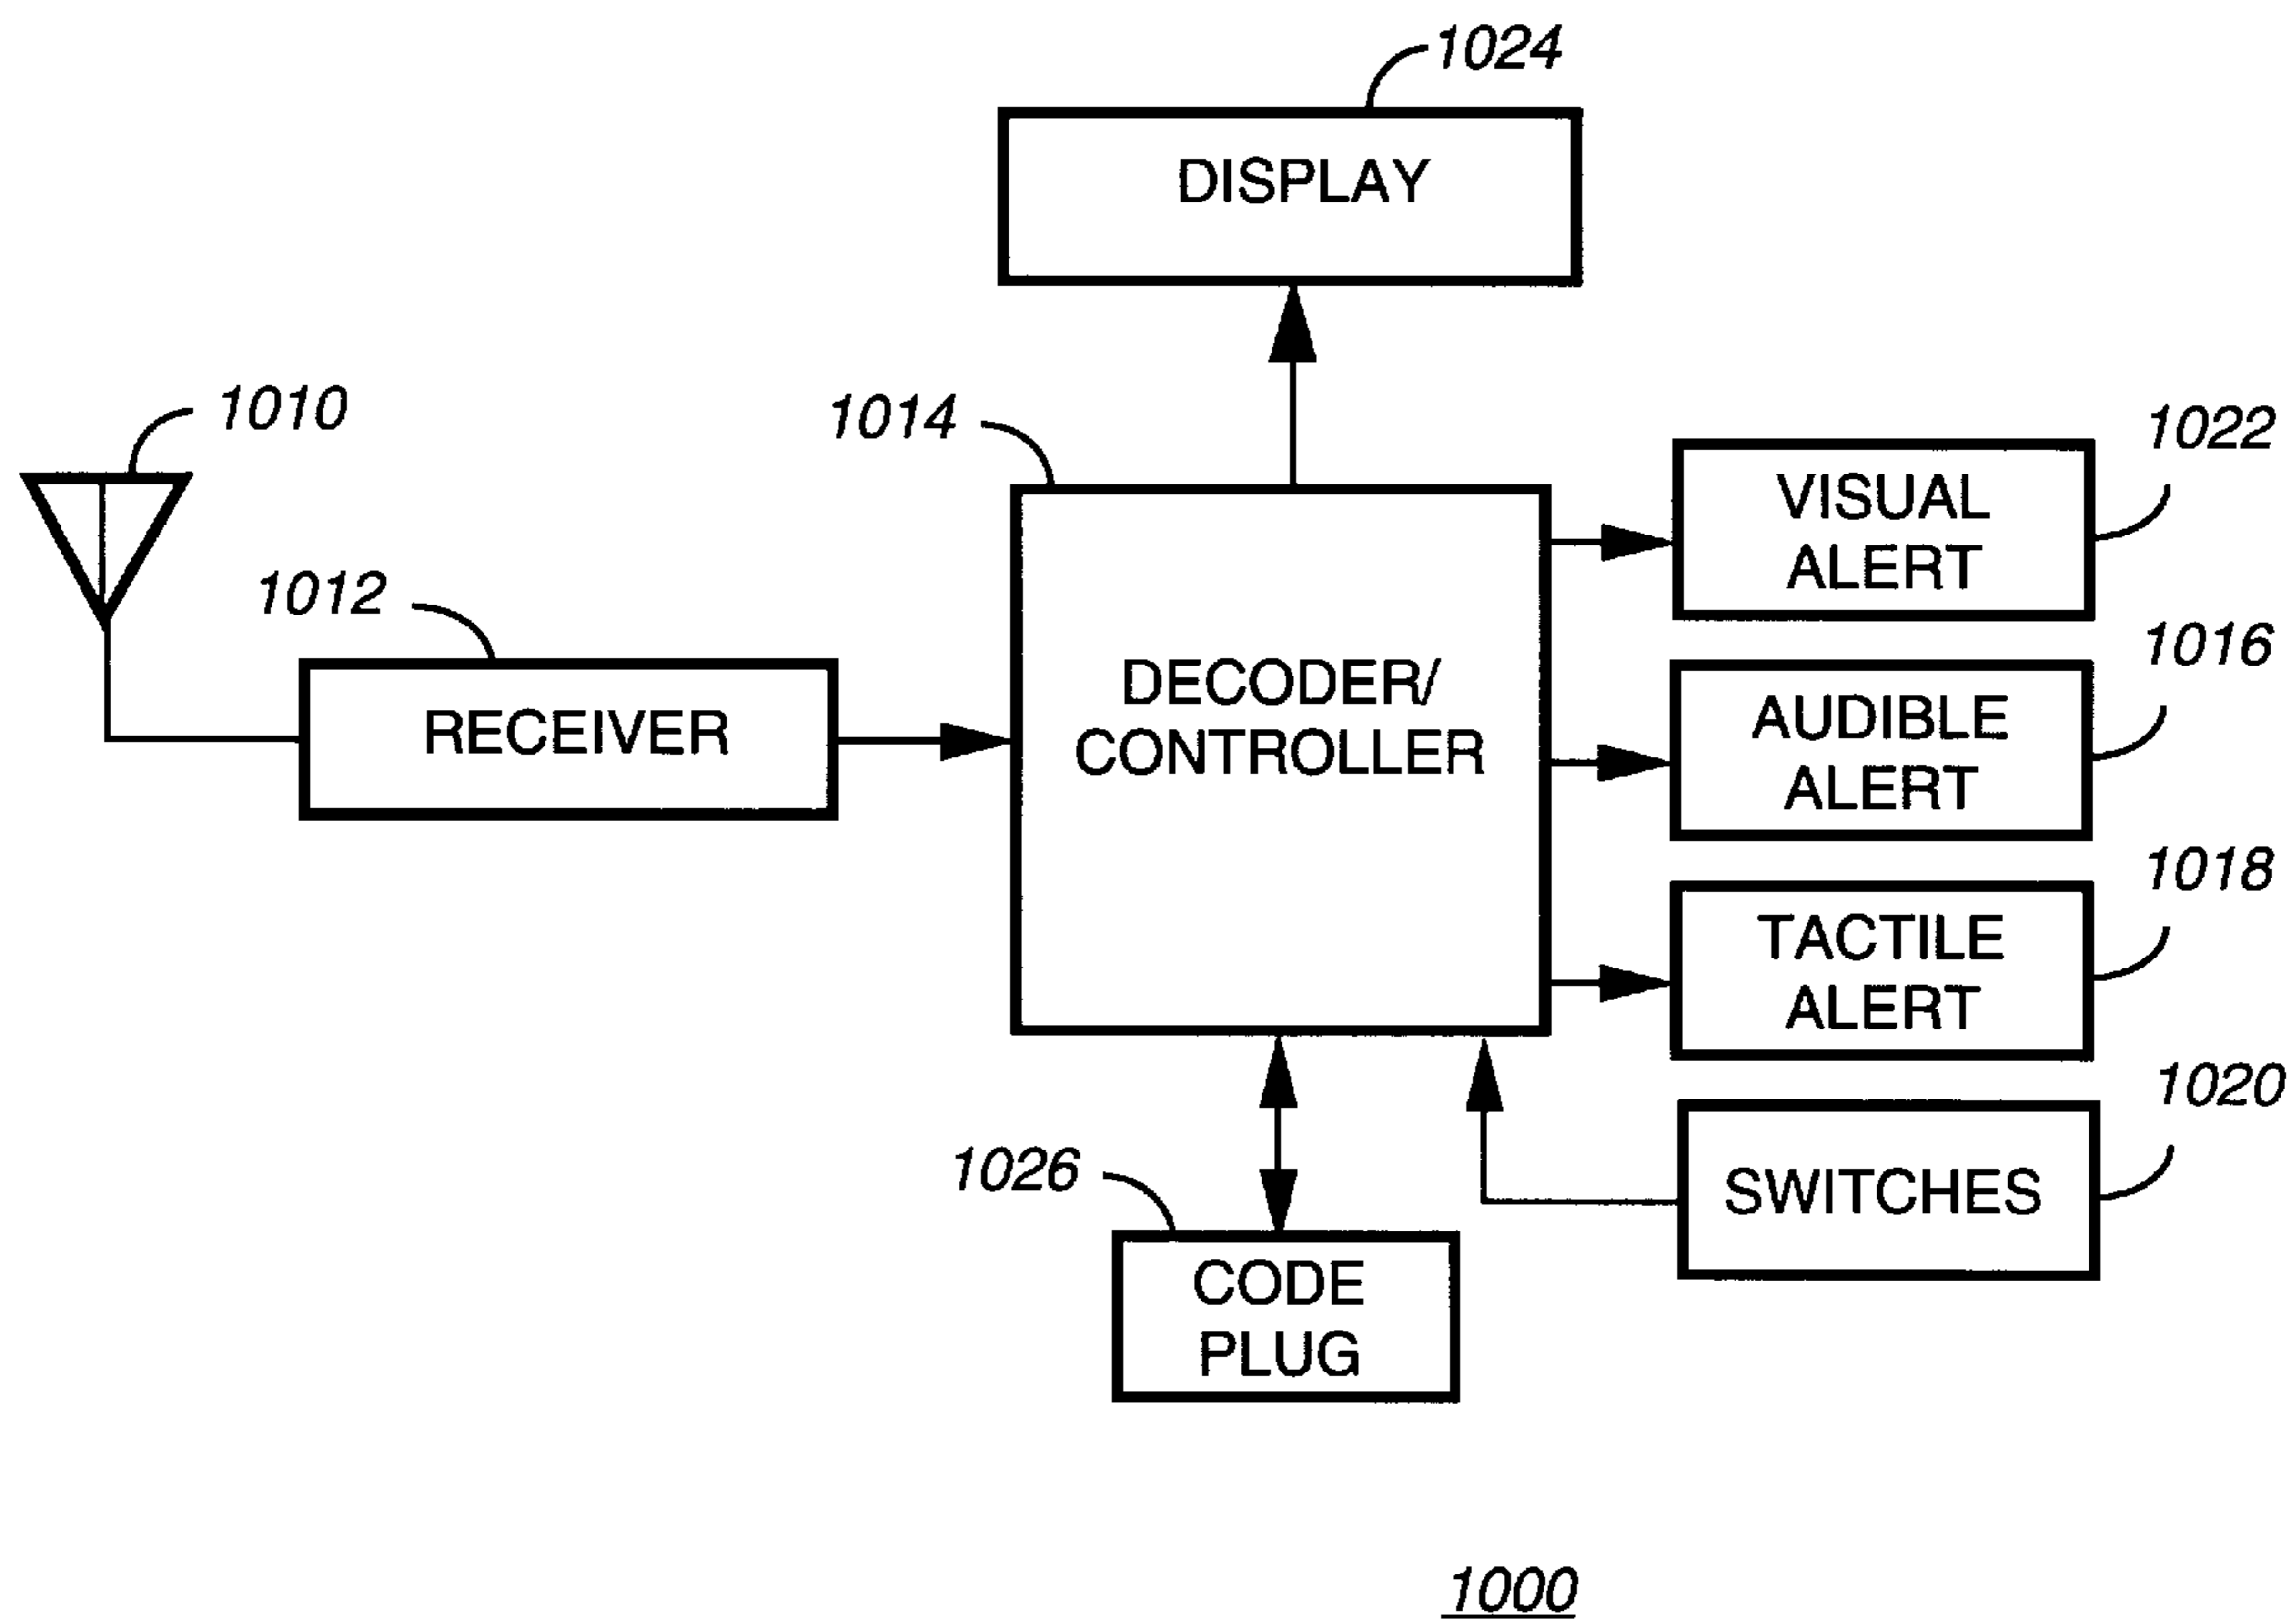 1024
DISPLAY
1010
1014
1022
VISUAL
ALERT
1012
RECEIVER
DECODER/
CONTROLLER
1016
AUDIBLE
ALERT
1018
TACTILE
ALERT
1020
SWITCHES
1026
CODE
PLUG
1000